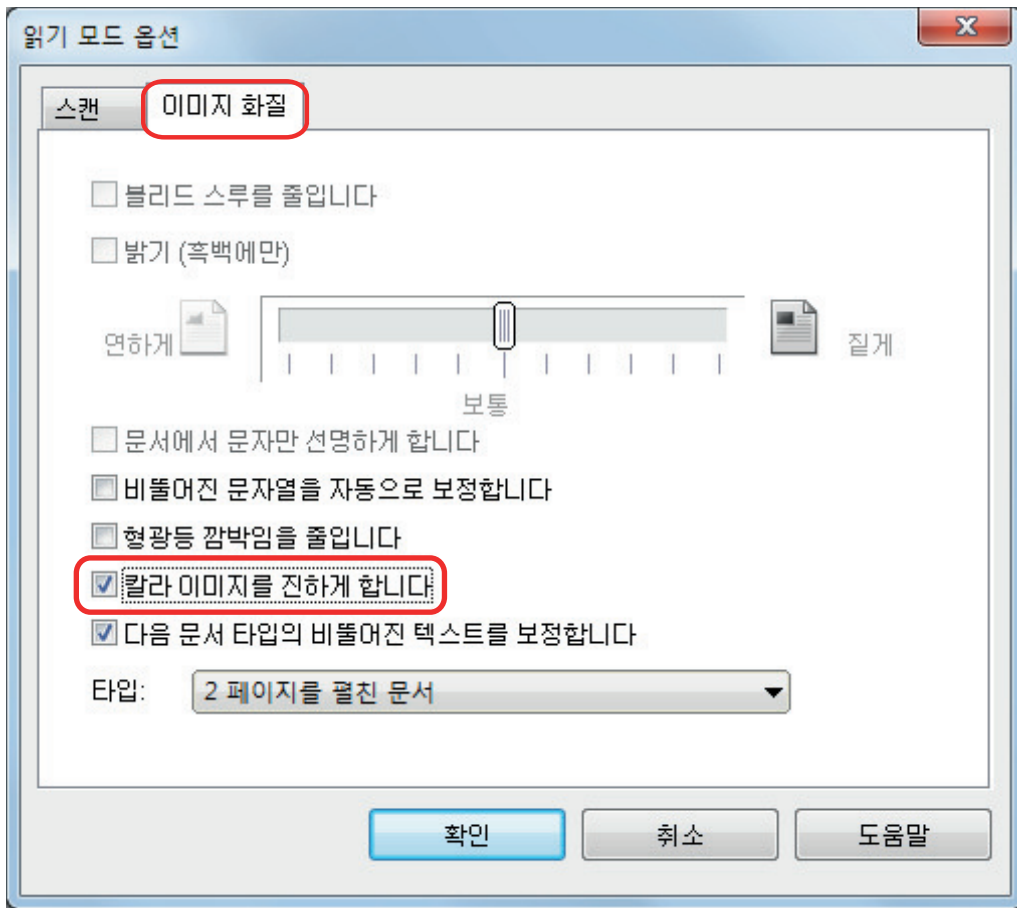 읽기 모드 옵션
스캔 이미지 화질
블리드 스루를 줄입니다
밝기 (흑백에만)
연하게 짙게
보통
문서에서 문자만 선명하게 합니다
비뚤어진 문자열을 자동으로 보정합니다
형광등 깜박임을 줄입니다
칼라 이미지를 진하게 합니다
다음 문서 타입의 비뚤어진 텍스트를 보정합니다
타입: 2 페이지를 펼친 문서
확인 취소 도움말